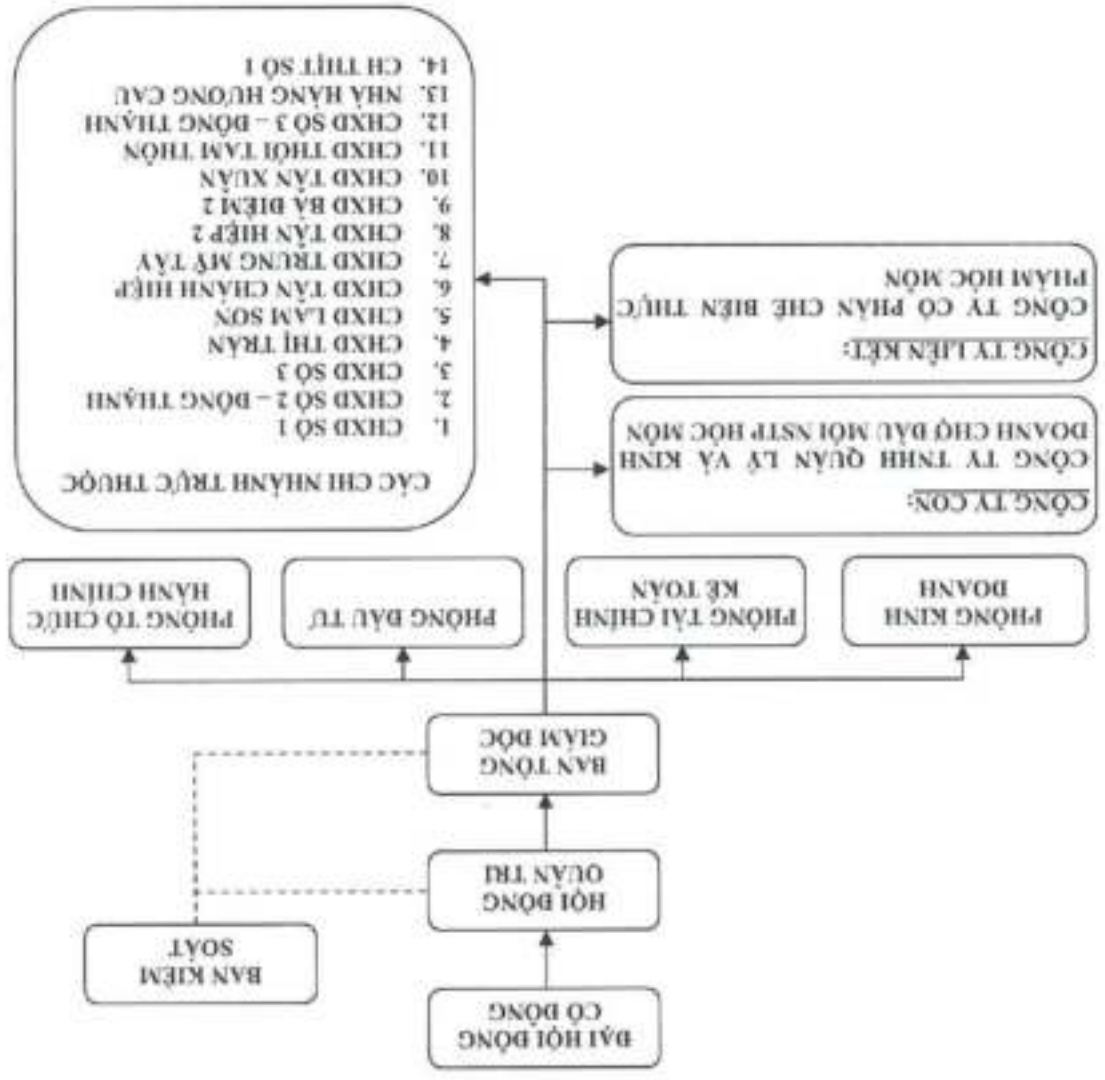 ĐẠI HỘI ĐỒNG
CỔ ĐÔNG
BAN KIỂM
SOÁT
HỘI ĐỒNG
QUẢN TRỊ
BAN TỔNG
GIÁM ĐỐC
PHÒNG KINH
DOANH
PHÒNG TÀI CHÍNH
KẾ TOÁN
PHÒNG ĐẦU TƯ
PHÒNG TỔ CHỨC
HÀNH CHÍNH
CÔNG TY CON:
CÔNG TY TNHH QUẢN LÝ VÀ KINH
DOANH CHỢ ĐẦU MỐI NSTP HÓC MÔN
CÔNG TY LIÊN KẾT:
CÔNG TY CỔ PHẦN CHẾ BIẾN THỰC
PHẨM HÓC MÔN
CÁC CHI NHÁNH TRỰC THUỘC
1. CHXD SỐ 1
2. CHXD SỐ 2 – ĐÔNG THẠNH
3. CHXD SỐ 3
4. CHXD THỊ TRẤN
5. CHXD LAM SƠN
6. CHXD TÂN CHÁNH HIỆP
7. CHXD TRUNG MỸ TÂY
8. CHXD TÂN HIỆP 2
9. CHXD BÀ ĐIỂM 2
10. CHXD TÂN XUÂN
11. CHXD THỚI TAM THÔN
12. CHXD SỐ 3 – ĐÔNG THẠNH
13. NHÀ HÀNG HƯƠNG CAU
14. CH THỊT SỐ 1